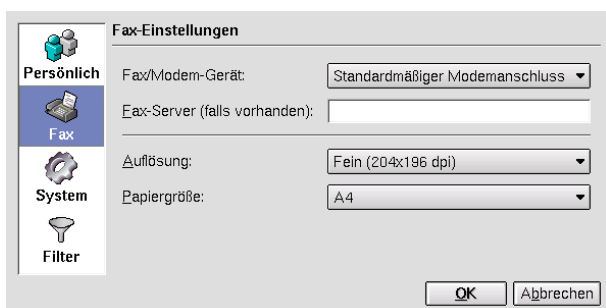 Persönlich
Fax
System
Filter
Fax-Einstellungen
Fax/Modem-Gerät: Standardmäßiger Modemanschluss
Fax-Server (falls vorhanden):
Auflösung: Fein (204x196 dpi)
Papiergröße: A4
OK Abbrechen